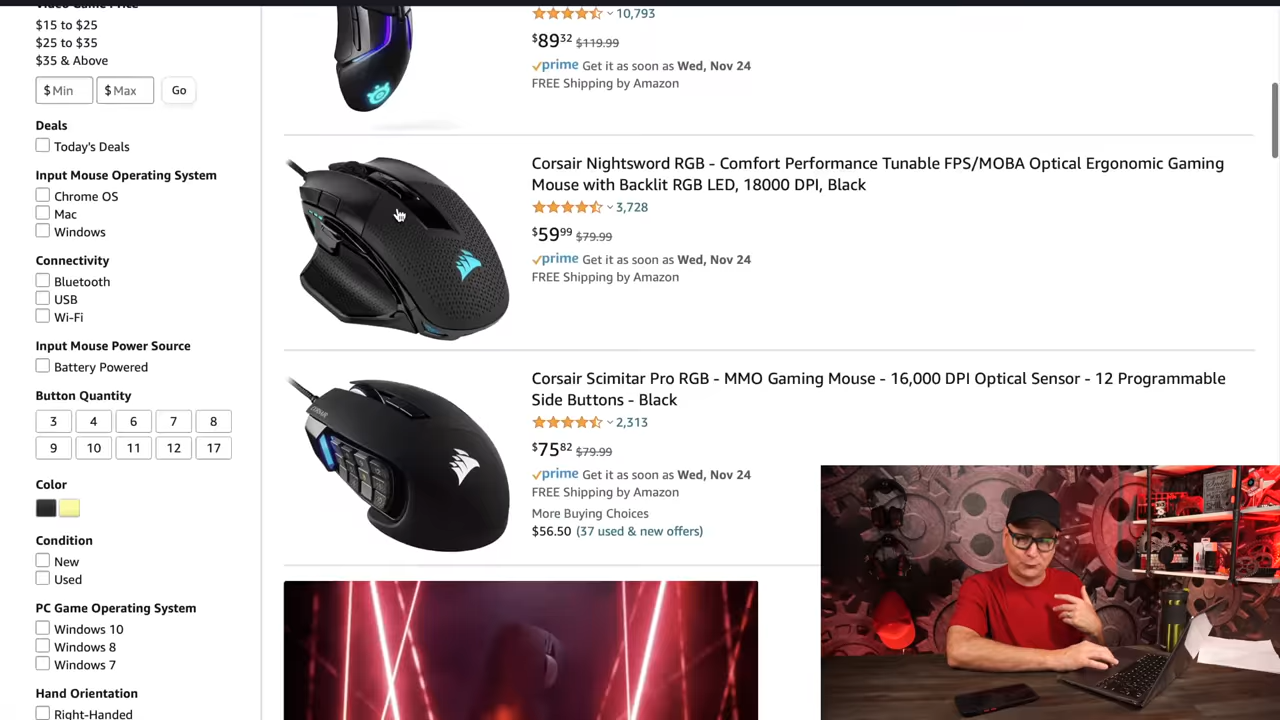 Video Game Price
$15 to $25
$25 to $35
$35 & Above
$ Min
$ Max
Go
Deals
Today's Deals
Input Mouse Operating System
Chrome OS
Mac
Windows
Connectivity
Bluetooth
USB
Wi-Fi
Input Mouse Power Source
Battery Powered
Button Quantity
3 4 6 7 8
9 10 11 12 17
Color
Condition
New
Used
PC Game Operating System
Windows 10
Windows 8
Windows 7
Hand Orientation
Right-Handed
10,793
$89.32 $119.99
prime Get it as soon as Wed, Nov 24
FREE Shipping by Amazon
Corsair Nightsword RGB - Comfort Performance Tunable FPS/MOBA Optical Ergonomic Gaming
Mouse with Backlit RGB LED, 18000 DPI, Black
3,728
$59.99 $79.99
prime Get it as soon as Wed, Nov 24
FREE Shipping by Amazon
CORSAIR
Corsair Scimitar Pro RGB - MMO Gaming Mouse - 16,000 DPI Optical Sensor - 12 Programmable
Side Buttons - Black
2,313
$75.82 $79.99
prime Get it as soon as Wed, Nov 24
FREE Shipping by Amazon
More Buying Choices
$56.50 (37 used & new offers)